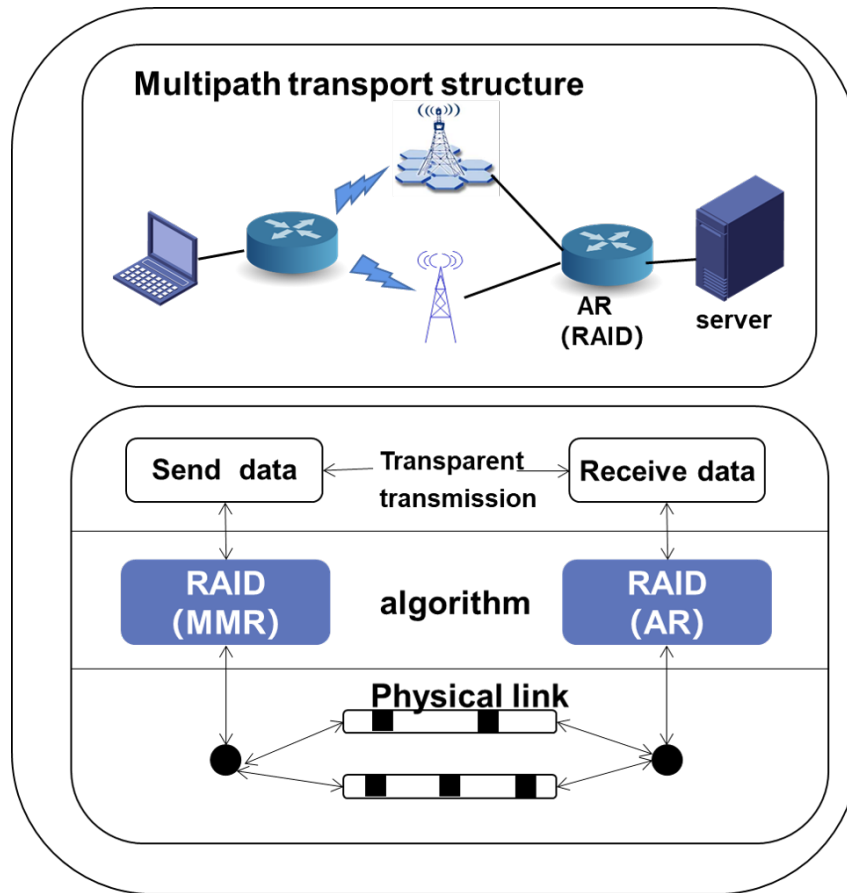 Multipath transport structure
AR
(RAID)
server
Send data
Transparent
transmission
Receive data
RAID
(MMR)
algorithm
RAID
(AR)
Physical link